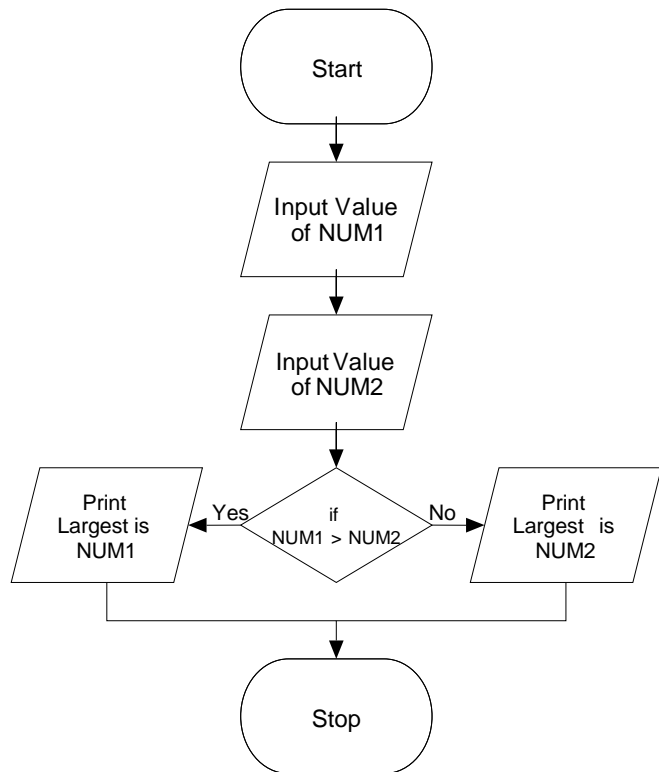 Start
Input Value
of NUM1
Input Value
of NUM2
if
NUM1 > NUM2
Yes
No
Print
Largest is
NUM1
Print
Largest is
NUM2
Stop